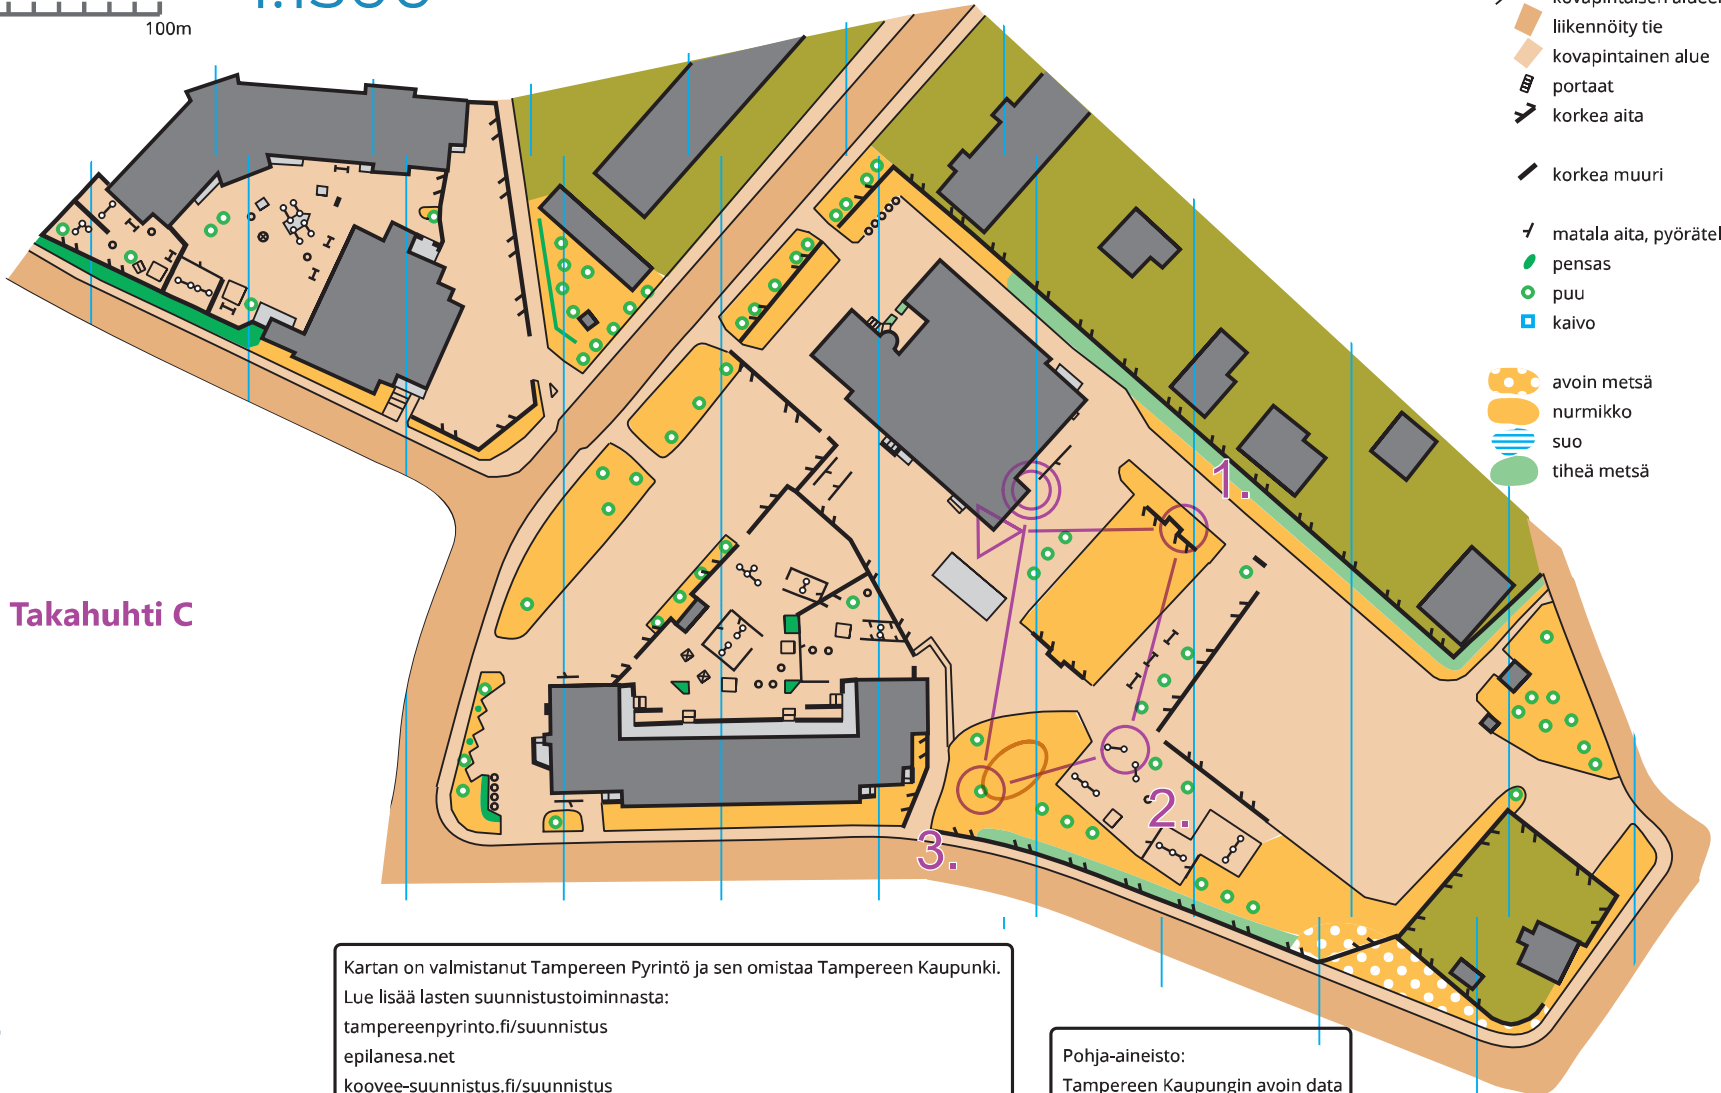 100m
liikennöity tie
kovapintainen alue
portaat
korkea aita
korkea muuri
matala aita, pyörätel
pensas
puu
kaivo
avoin metsä
nurmikko
suo
tiheä metsä
1.
Takahuhti C
2.
3.
Kartan on valmistanut Tampereen Pyrintö ja sen omistaa Tampereen Kaupunki.
Lue lisää lasten suunnistustoiminnasta:
tampereenpyrinto.fi/suunnistus
epilanesa.net
koovee-suunnistus.fi/suunnistus
Pohja-aineisto:
Tampereen Kaupungin avoin data